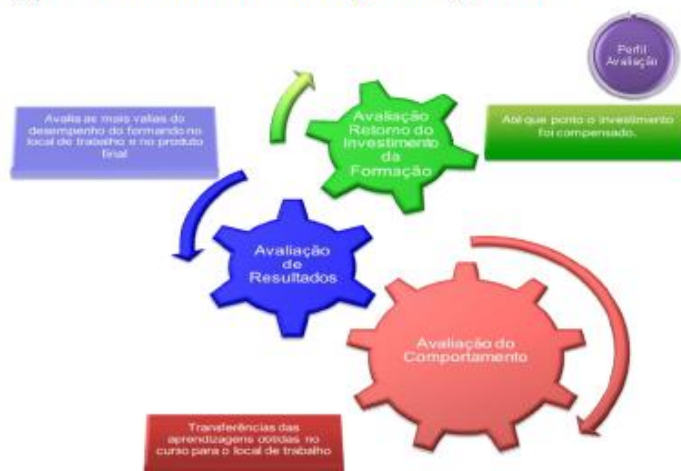 Perfil
Avaliação
Avalia as mais valias do
desempenho do formando no
local de trabalho e no produto
final
Avaliação
Retorno do
Investimento
da
Formação
Até que ponto o investimento
foi compensado.
Avaliação
de
Resultados
Avaliação do
Comportamento
Transferências das
aprendizagens obtidas no
curso para o local de trabalho